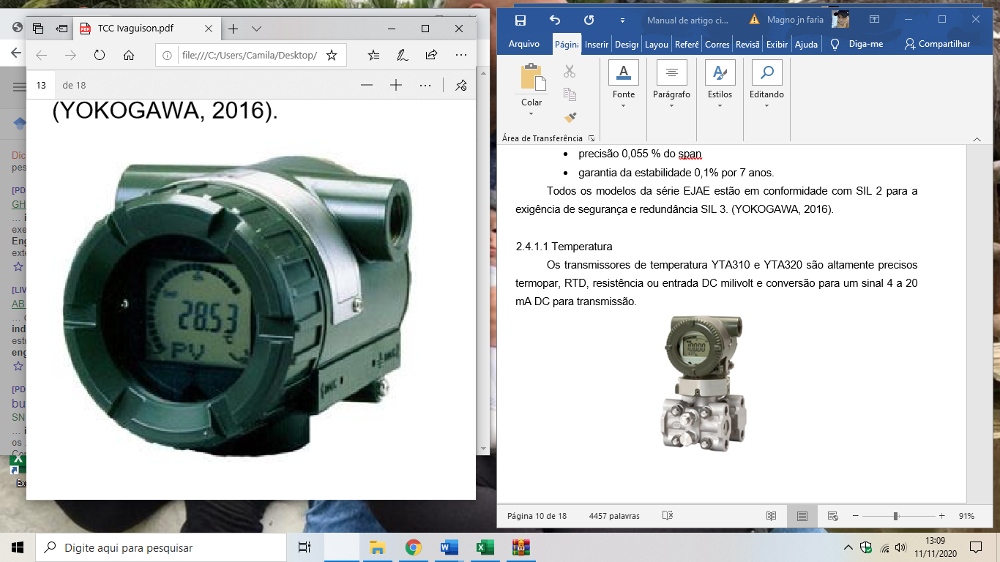 TCC Ivaguison.pdf
file:///C:/Users/Camila/Desktop/
13 de 18
(YOKOGAWA, 2016).
28.53
°C
PV
Dic
pes
[PD
GH
... i
exe
Eng
exte
[LIV
AB
... c
ind
estu
eng
[PD
bu
SN
... i
os .
Ex
Manual de artigo ci...
Magno jn faria
Arquivo
Págin
Inserir
Design
Layou
Referê
Corres
Revisã
Exibir
Ajuda
Diga-me
Compartilhar
Colar
Fonte
Parágrafo
Estilos
Editando
Área de Transferência
• precisão 0,055 % do span
• garantia da estabilidade 0,1% por 7 anos.
Todos os modelos da série EJAE estão em conformidade com SIL 2 para a
exigência de segurança e redundância SIL 3. (YOKOGAWA, 2016).
2.4.1.1 Temperatura
Os transmissores de temperatura YTA310 e YTA320 são altamente precisos
termopar, RTD, resistência ou entrada DC milivolt e conversão para um sinal 4 a 20
mA DC para transmissão.
100.00
Página 10 de 18
4457 palavras
91%
Digite aqui para pesquisar
13:09
11/11/2020